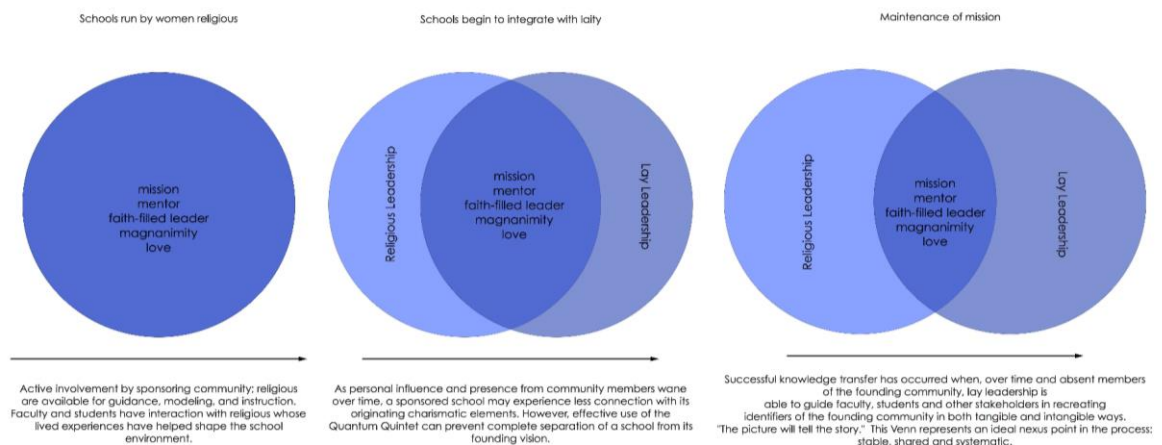 Schools run by women religious
mission
mentor
faith-filled leader
magnanimity
love
Active involvement by sponsoring community; religious
are available for guidance, modeling, and instruction.
Faculty and students have interaction with religious whose
lived experiences have helped shape the school
environment.
Schools begin to integrate with laity
Religious Leadership
mission
mentor
faith-filled leader
magnanimity
love
Lay Leadership
As personal influence and presence from community members wane
over time, a sponsored school may experience less connection with its
originating charismatic elements. However, effective use of the
Quantum Quintet can prevent complete separation of a school from its
founding vision.
Maintenance of mission
Religious Leadership
mission
mentor
faith-filled leader
magnanimity
love
Lay Leadership
Successful knowledge transfer has occurred when, over time and absent members
of the founding community, lay leadership is
able to guide faculty, students and other stakeholders in recreating
identifiers of the founding community in both tangible and intangible ways.
"The picture will tell the story." This Venn represents an ideal nexus point in the process:
stable, shared and systematic.